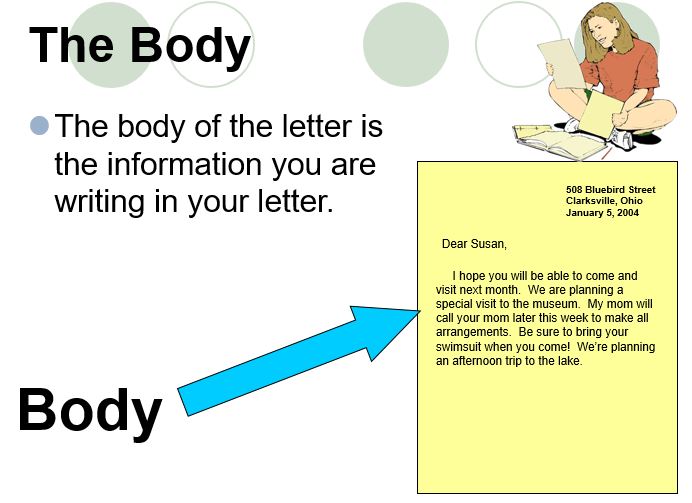 The Body
The body of the letter is
the information you are
writing in your letter.
508 Bluebird Street
Clarksville, Ohio
January 5, 2004
Dear Susan,
I hope you will be able to come and
visit next month.  We are planning a
special visit to the museum.  My mom will
call your mom later this week to make all
arrangements.  Be sure to bring your
swimsuit when you come!  We’re planning
an afternoon trip to the lake.
Body